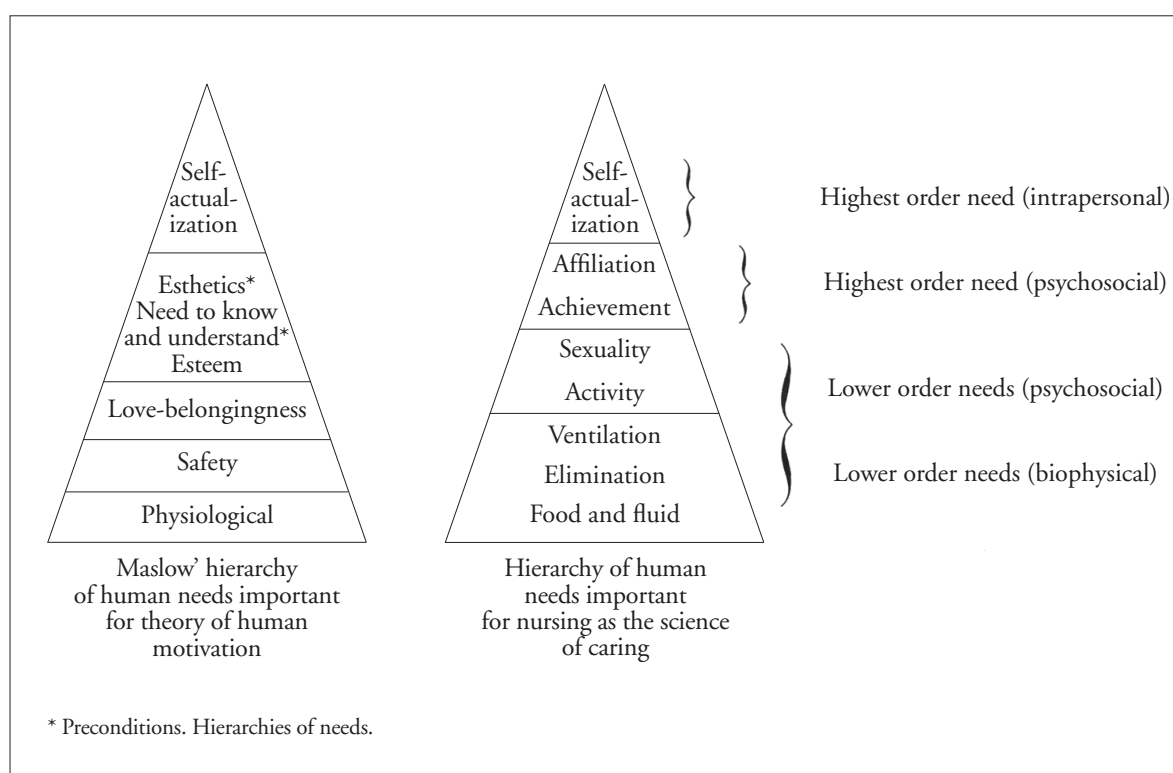 Self-
actual-
ization
Esthetics*
Need to know
and understand*
Esteem
Love-belongingness
Safety
Physiological
Maslow’ hierarchy
of human needs important
for theory of human
motivation
Self-
actual-
ization
Affiliation
Achievement
Sexuality
Activity
Ventilation
Elimination
Food and fluid
Hierarchy of human
needs important
for nursing as the science
of caring
Highest order need (intrapersonal)
Highest order need (psychosocial)
Lower order needs (psychosocial)
Lower order needs (biophysical)
* Preconditions. Hierarchies of needs.